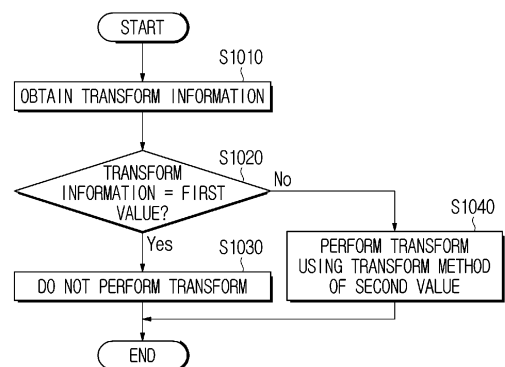 START
S1010
OBTAIN TRANSFORM INFORMATION
S1020
TRANSFORM
INFORMATION = FIRST
VALUE?
No
Yes
S1030
DO NOT PERFORM TRANSFORM
S1040
PERFORM TRANSFORM
USING TRANSFORM METHOD
OF SECOND VALUE
END